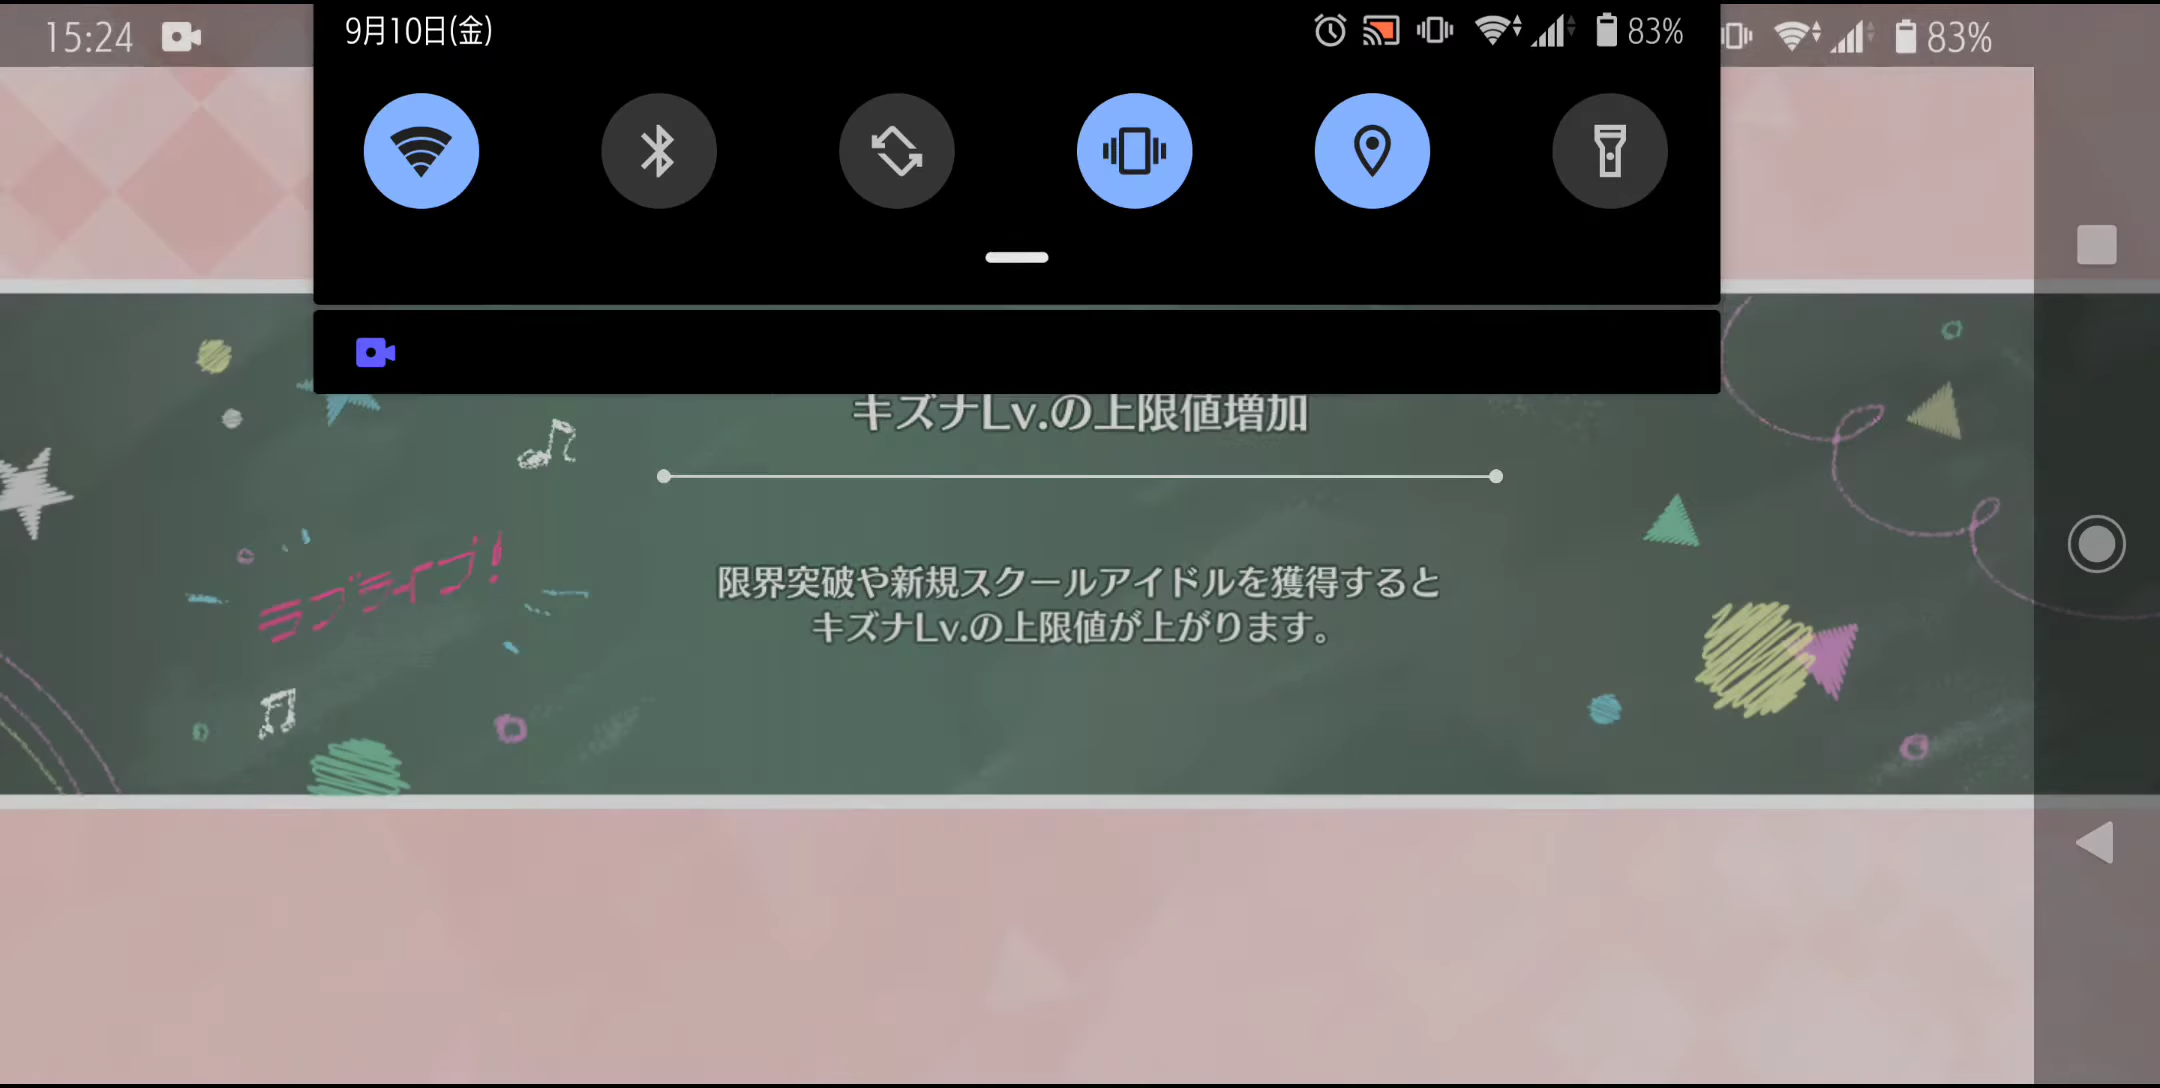 15:24
9月10日(金)
83%
83%
キズナLv.の上限値増加
ラブライブ!
限界突破や新規スクールアイドルを獲得すると
キズナLv.の上限値が上がります。